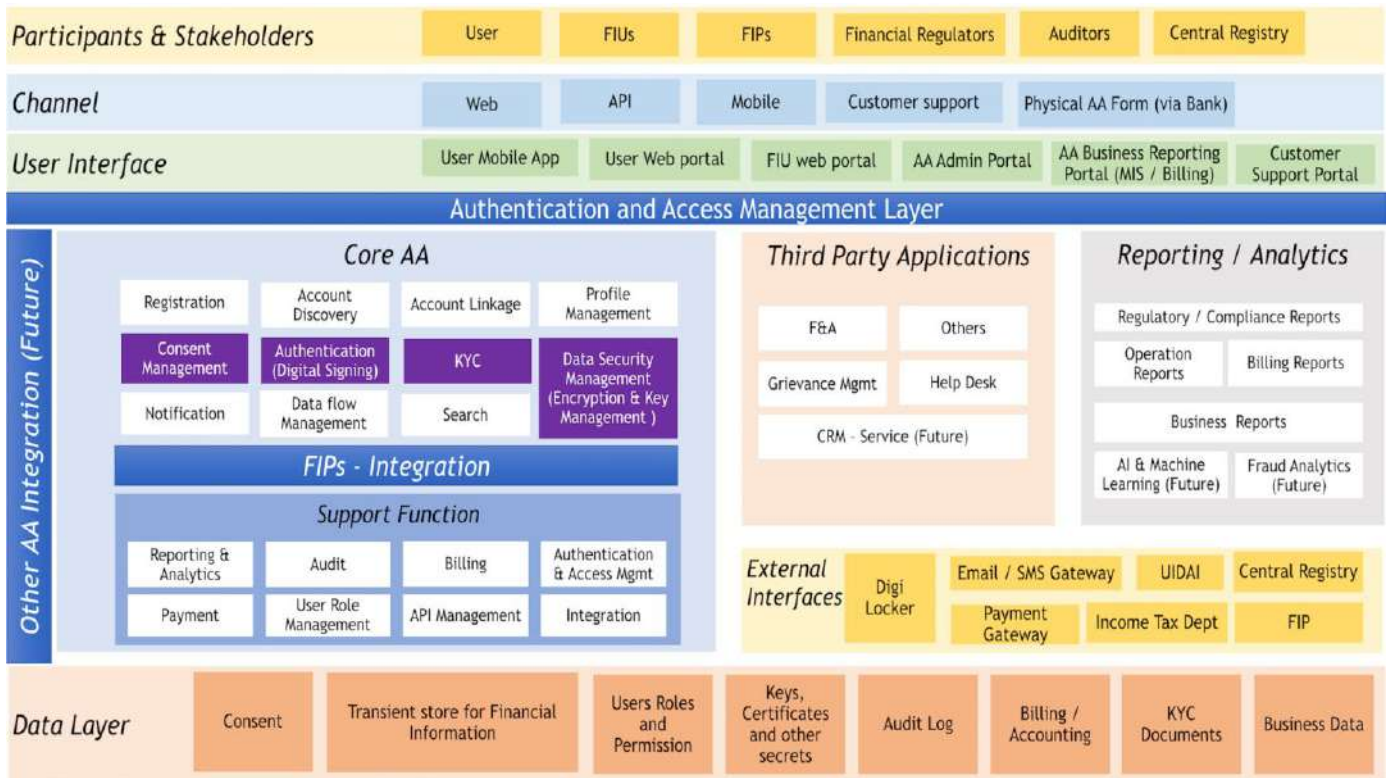 Participants & Stakeholders
User
FIUs
FIPs
Financial Regulators
Auditors
Central Registry
Channel
Web
API
Mobile
Customer support
Physical AA Form (via Bank)
User Interface
User Mobile App
User Web portal
FIU web portal
AA Admin Portal
AA Business Reporting
Portal (MIS / Billing)
Customer
Support Portal
Authentication and Access Management Layer
Other AA Integration (Future)
Core AA
Registration
Account
Discovery
Account Linkage
Profile
Management
Consent
Management
Authentication
(Digital Signing)
KYC
Data Security
Management
(Encryption & Key
Management )
Notification
Data flow
Management
Search
FIPs - Integration
Support Function
Reporting &
Analytics
Audit
Billing
Authentication
& Access Mgmt
Payment
User Role
Management
API Management
Integration
Third Party Applications
F&A
Others
Grievance Mgmt
Help Desk
CRM - Service (Future)
Reporting / Analytics
Regulatory / Compliance Reports
Operation
Reports
Billing Reports
Business Reports
AI & Machine
Learning (Future)
Fraud Analytics
(Future)
External
Interfaces
Digi
Locker
Email / SMS Gateway
UIDAI
Central Registry
Payment
Gateway
Income Tax Dept
FIP
Data Layer
Consent
Transient store for Financial
Information
Users Roles
and
Permission
Keys,
Certificates
and other
secrets
Audit Log
Billing /
Accounting
KYC
Documents
Business Data